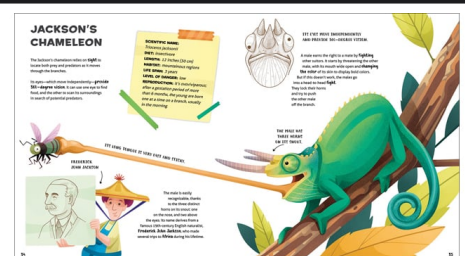 JACKSON'S
CHAMELEON
The Jackson's chameleon relies on sight to
locate both prey and predators as it moves
through the branches.
Its eyes—which move independently—provide
360-degree vision. It can use one eye to find
food, and the other to scan its surroundings
in search of potential predators.
SCIENTIFIC NAME:
Trioceros jacksonii
DIET: insectivore
LENGTH: 12 inches (30 cm)
HABITAT: mountainous regions
LIFE SPAN: 5 years
LEVEL OF DANGER: low
REPRODUCTION: it's ovoviviparous;
after a gestation period of more
than 6 months, the young are born
one at a time on a branch, usually
in the morning
ITS EYES MOVE INDEPENDENTLY
AND PROVIDE 360-DEGREE VISION.
A male earns the right to a mate by fighting
other males. It starts by threatening the other
male, with its mouth wide open and changing
the color of its skin to display bold colors.
But if this doesn't work, the males go
into a head-to-head fight.
They lock their horns
and try to push
the other male
off the branch.
THE MALE HAS
THREE HORNS
ON ITS SNOUT.
ITS LONG TONGUE IS VERY FAST AND STICKY.
FREDERICK
JOHN JACKSON
The male is easily
recognizable, thanks
to the three distinct
horns on its snout: one
on the nose, and two above
the eyes. Its name derives from a
famous 19th-century English naturalist,
Frederick John Jackson, who made
several trips to Africa during his lifetime.